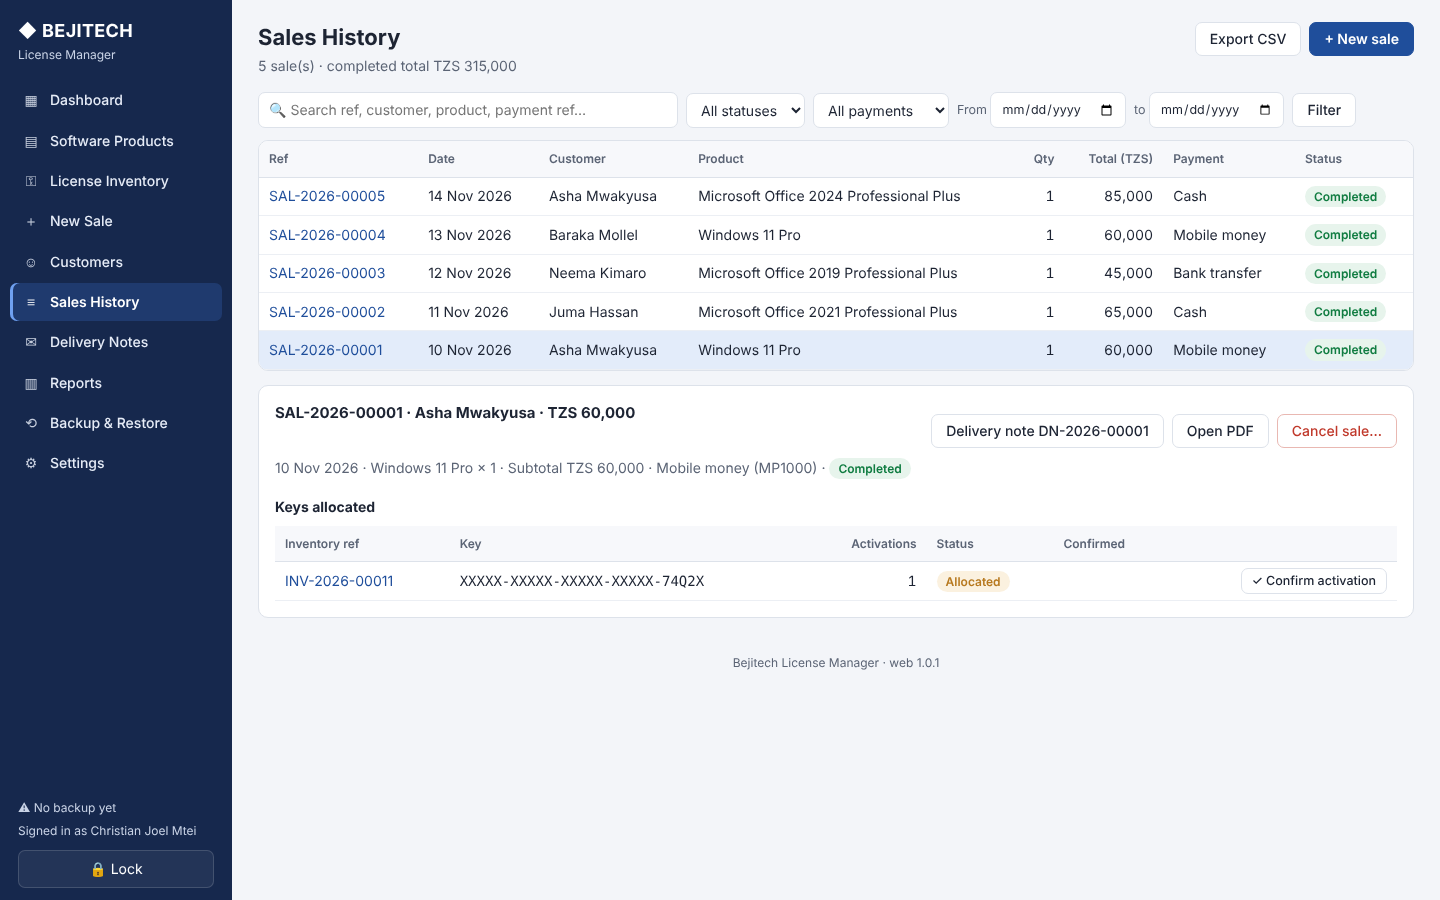 ◆ BEJITECH
License Manager
Dashboard
Software Products
License Inventory
+ New Sale
Customers
Sales History
Delivery Notes
Reports
Backup & Restore
Settings
⚠ No backup yet
Signed in as Christian Joel Mtei
🔒 Lock
Sales History
5 sale(s) · completed total TZS 315,000
Export CSV
+ New sale
🔍 Search ref, customer, product, payment ref...
All statuses
All payments
From mm/dd/yyyy to mm/dd/yyyy
Filter
Ref Date Customer Product Qty Total (TZS) Payment Status
SAL-2026-00005 14 Nov 2026 Asha Mwakyusa Microsoft Office 2024 Professional Plus 1 85,000 Cash Completed
SAL-2026-00004 13 Nov 2026 Baraka Mollel Windows 11 Pro 1 60,000 Mobile money Completed
SAL-2026-00003 12 Nov 2026 Neema Kimaro Microsoft Office 2019 Professional Plus 1 45,000 Bank transfer Completed
SAL-2026-00002 11 Nov 2026 Juma Hassan Microsoft Office 2021 Professional Plus 1 65,000 Cash Completed
SAL-2026-00001 10 Nov 2026 Asha Mwakyusa Windows 11 Pro 1 60,000 Mobile money Completed
SAL-2026-00001 · Asha Mwakyusa · TZS 60,000
Delivery note DN-2026-00001
Open PDF
Cancel sale...
10 Nov 2026 · Windows 11 Pro × 1 · Subtotal TZS 60,000 · Mobile money (MP1000) · Completed
Keys allocated
Inventory ref Key Activations Status Confirmed
INV-2026-00011 XXXXX-XXXXX-XXXXX-XXXXX-74Q2X 1 Allocated ✓ Confirm activation
Bejitech License Manager · web 1.0.1